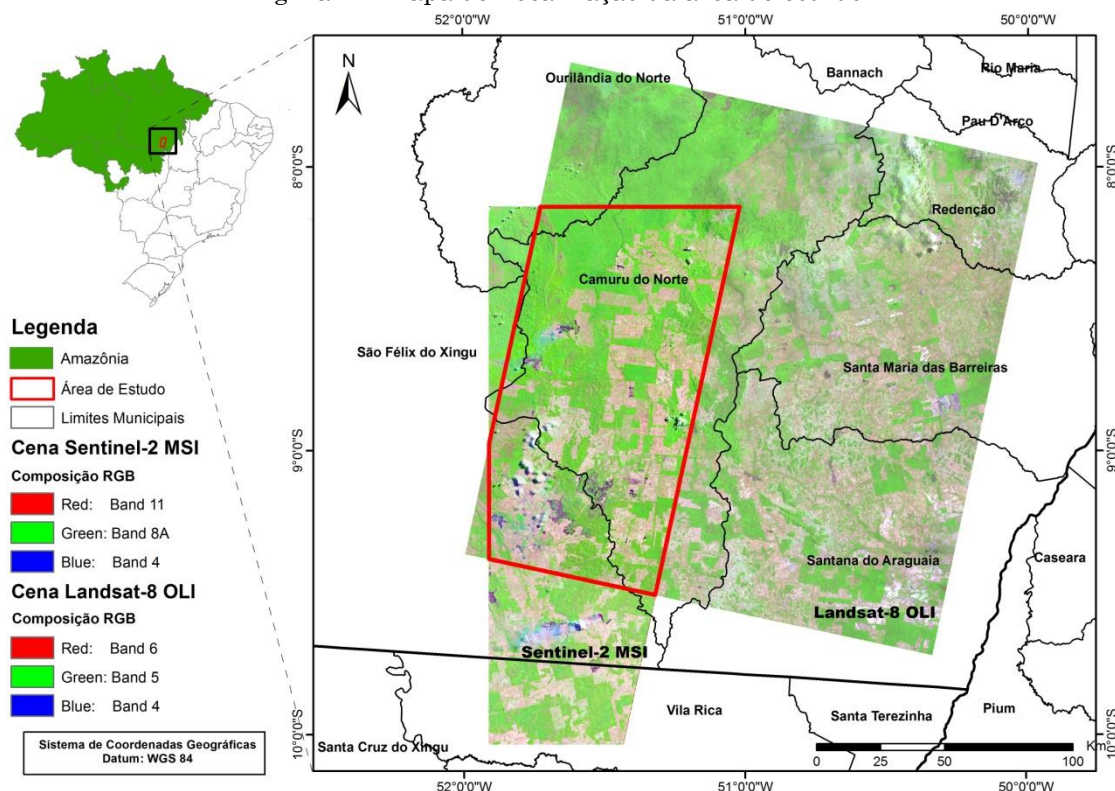 52°0'0"W 51°0'0"W 50°0'0"W
N
Ourilândia do Norte
Bannach
Rio Maria
Pau D'Arco
8°0'0"S
8°0'0"S
Redenção
Camuru do Norte
São Félix do Xingu
Santa Maria das Barreiras
9°0'0"S
9°0'0"S
Santana do Araguaia
Caseara
Landsat-8 OLI
Sentinel-2 MSI
Vila Rica
Santa Terezinha
Pium
Santa Cruz do Xingu
10°0'0"S
10°0'0"S
Km
0 25 50 100
52°0'0"W 51°0'0"W 50°0'0"W
Legenda
Amazônia
Área de Estudo
Limites Municipais
Cena Sentinel-2 MSI
Composição RGB
Red: Band 11
Green: Band 8A
Blue: Band 4
Cena Landsat-8 OLI
Composição RGB
Red: Band 6
Green: Band 5
Blue: Band 4
Sistema de Coordenadas Geográficas
Datum: WGS 84